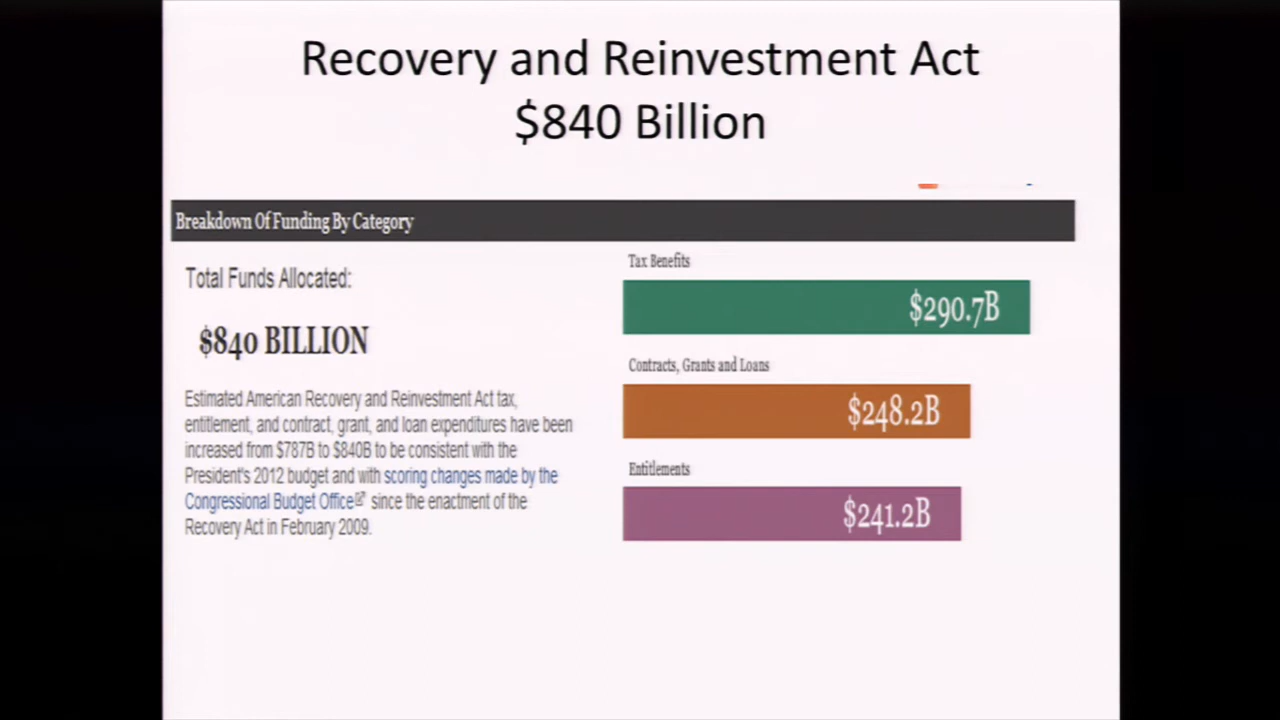 Recovery and Reinvestment Act
$840 Billion
Breakdown Of Funding By Category
Total Funds Allocated:
$840 BILLION
Estimated American Recovery and Reinvestment Act tax,
entitlement, and contract, grant, and loan expenditures have been
increased from $787B to $840B to be consistent with the
President's 2012 budget and with scoring changes made by the
Congressional Budget Office since the enactment of the
Recovery Act in February 2009.
Tax Benefits
$290.7B
Contracts, Grants and Loans
$248.2B
Entitlements
$241.2B